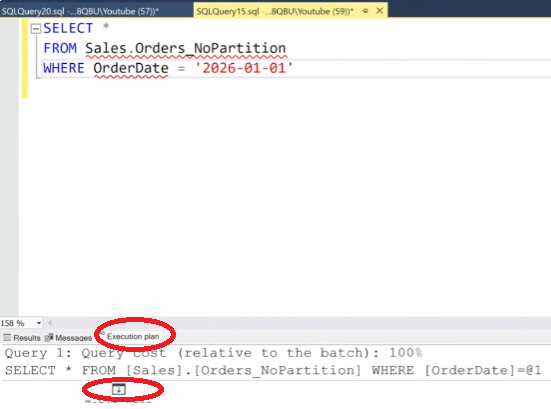 SQLQuery20.sql -...8QBU\Youtube (57))* SQLQuery15.sql -...8QBU\Youtube (59))*
SELECT *
FROM Sales.Orders_NoPartition
WHERE OrderDate = '2026-01-01'
158 %
Results Messages Execution plan
Query 1: Query cost (relative to the batch): 100%
SELECT * FROM [Sales].[Orders_NoPartition] WHERE [OrderDate]=@1